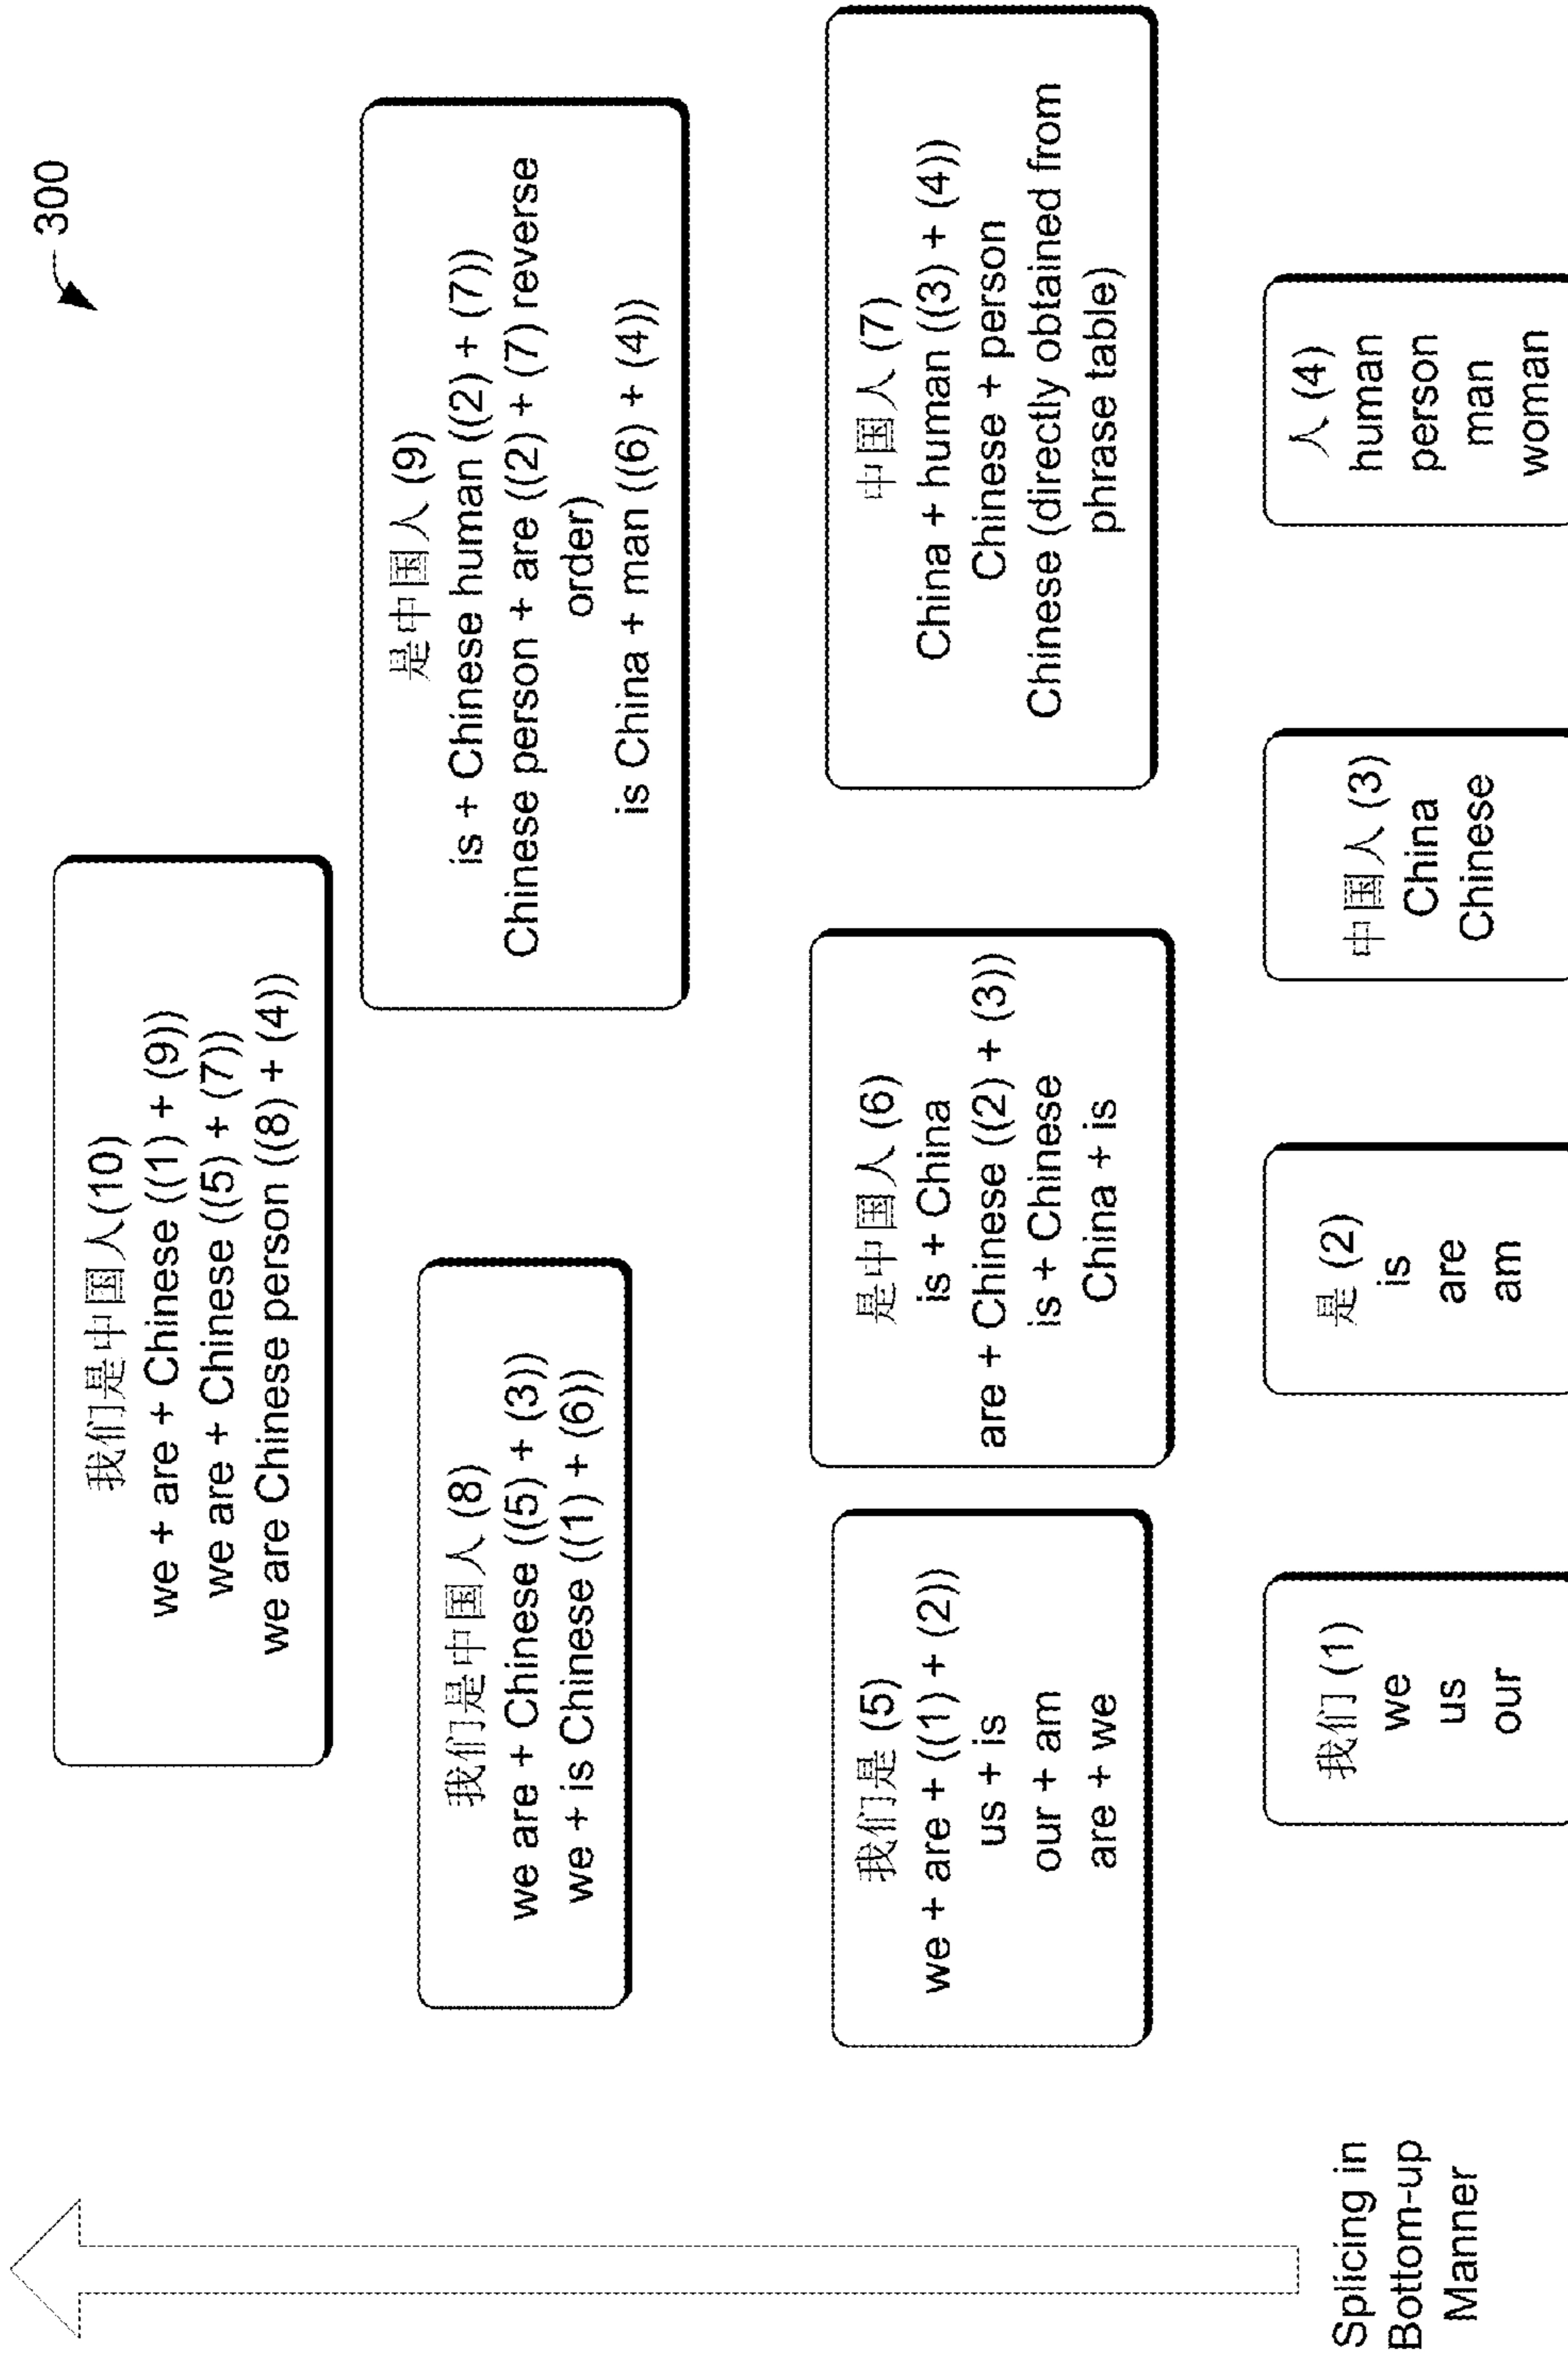 300
我们是中国人(10)
we + are + Chinese ((1) + (9))
we are + Chinese ((5) + (7))
we are Chinese person ((8) + (4))
我们是中国人 (8)
we are + Chinese ((5) + (3))
we + is Chinese ((1) + (6))
是中国人 (9)
is + Chinese human ((2) + (7))
Chinese person + are ((2) + (7) reverse
order)
is China + man ((6) + (4))
我们是 (5)
we + are + ((1) + (2))
us + is
our + am
are + we
是中国人 (6)
is + China
are + Chinese ((2) + (3))
is + Chinese
China + is
中国人 (7)
China + human ((3) + (4))
Chinese + person
Chinese (directly obtained from
phrase table)
我们 (1)
we
us
our
是 (2)
is
are
am
中国人 (3)
China
Chinese
人 (4)
human
person
man
woman
Splicing in
Bottom-up
Manner